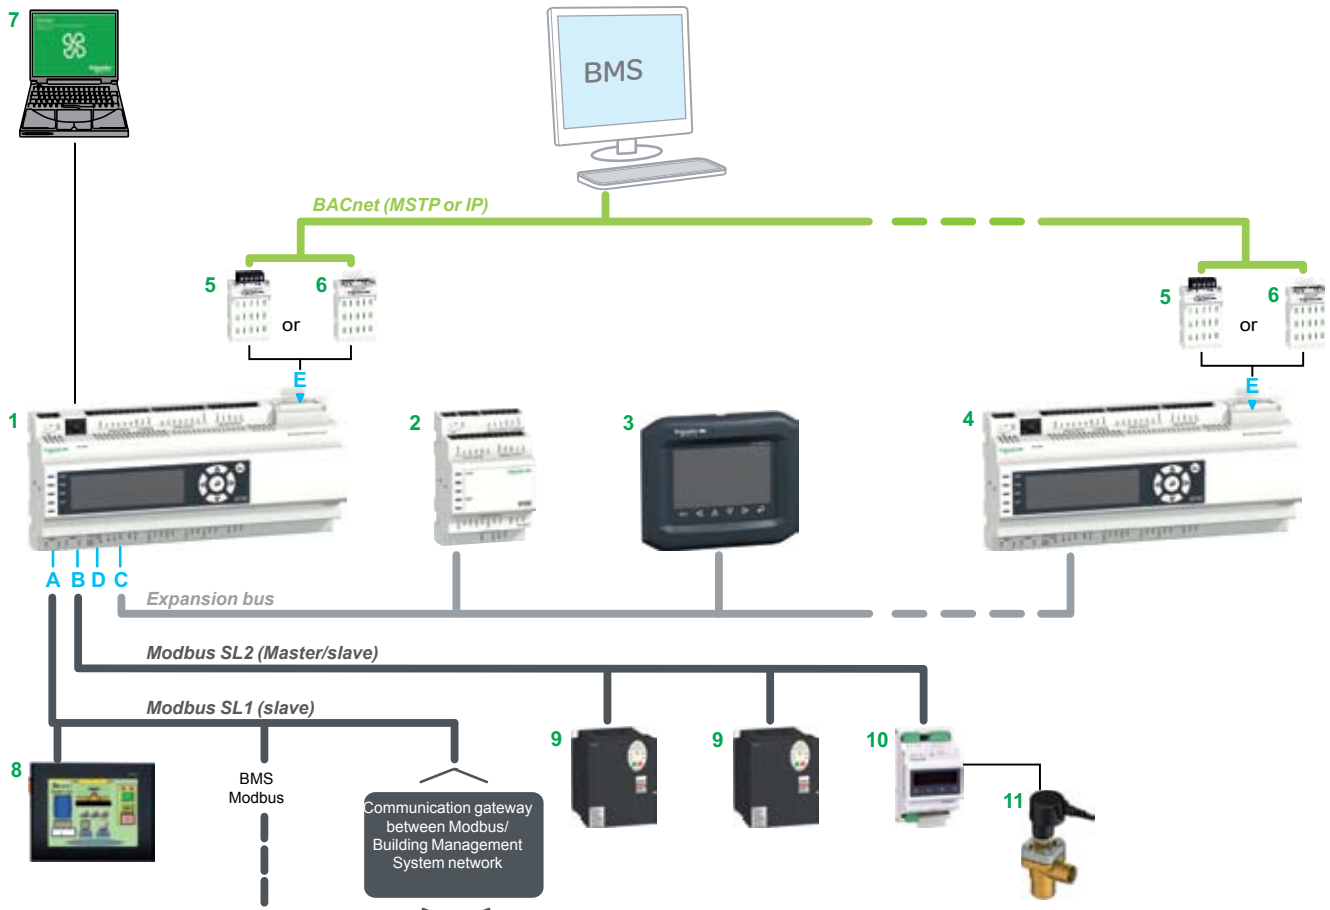 7
BMS
BACnet (MSTP or IP)
5
or
6
5
or
6
E
E
1
2
3
4
A B D C
Expansion bus
Modbus SL2 (Master/slave)
Modbus SL1 (slave)
8
BMS
Modbus
Communication gateway
between Modbus/
Building Management
System network
9
9
10
11